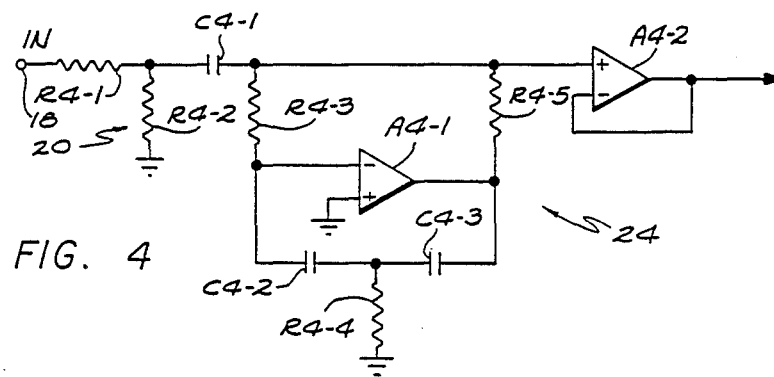 C4-1
IN
A4-2
+
-
R4-1
18
R4-2
20
R4-3
A4-1
-
+
R4-5
C4-3
24
FIG. 4
C4-2
R4-4